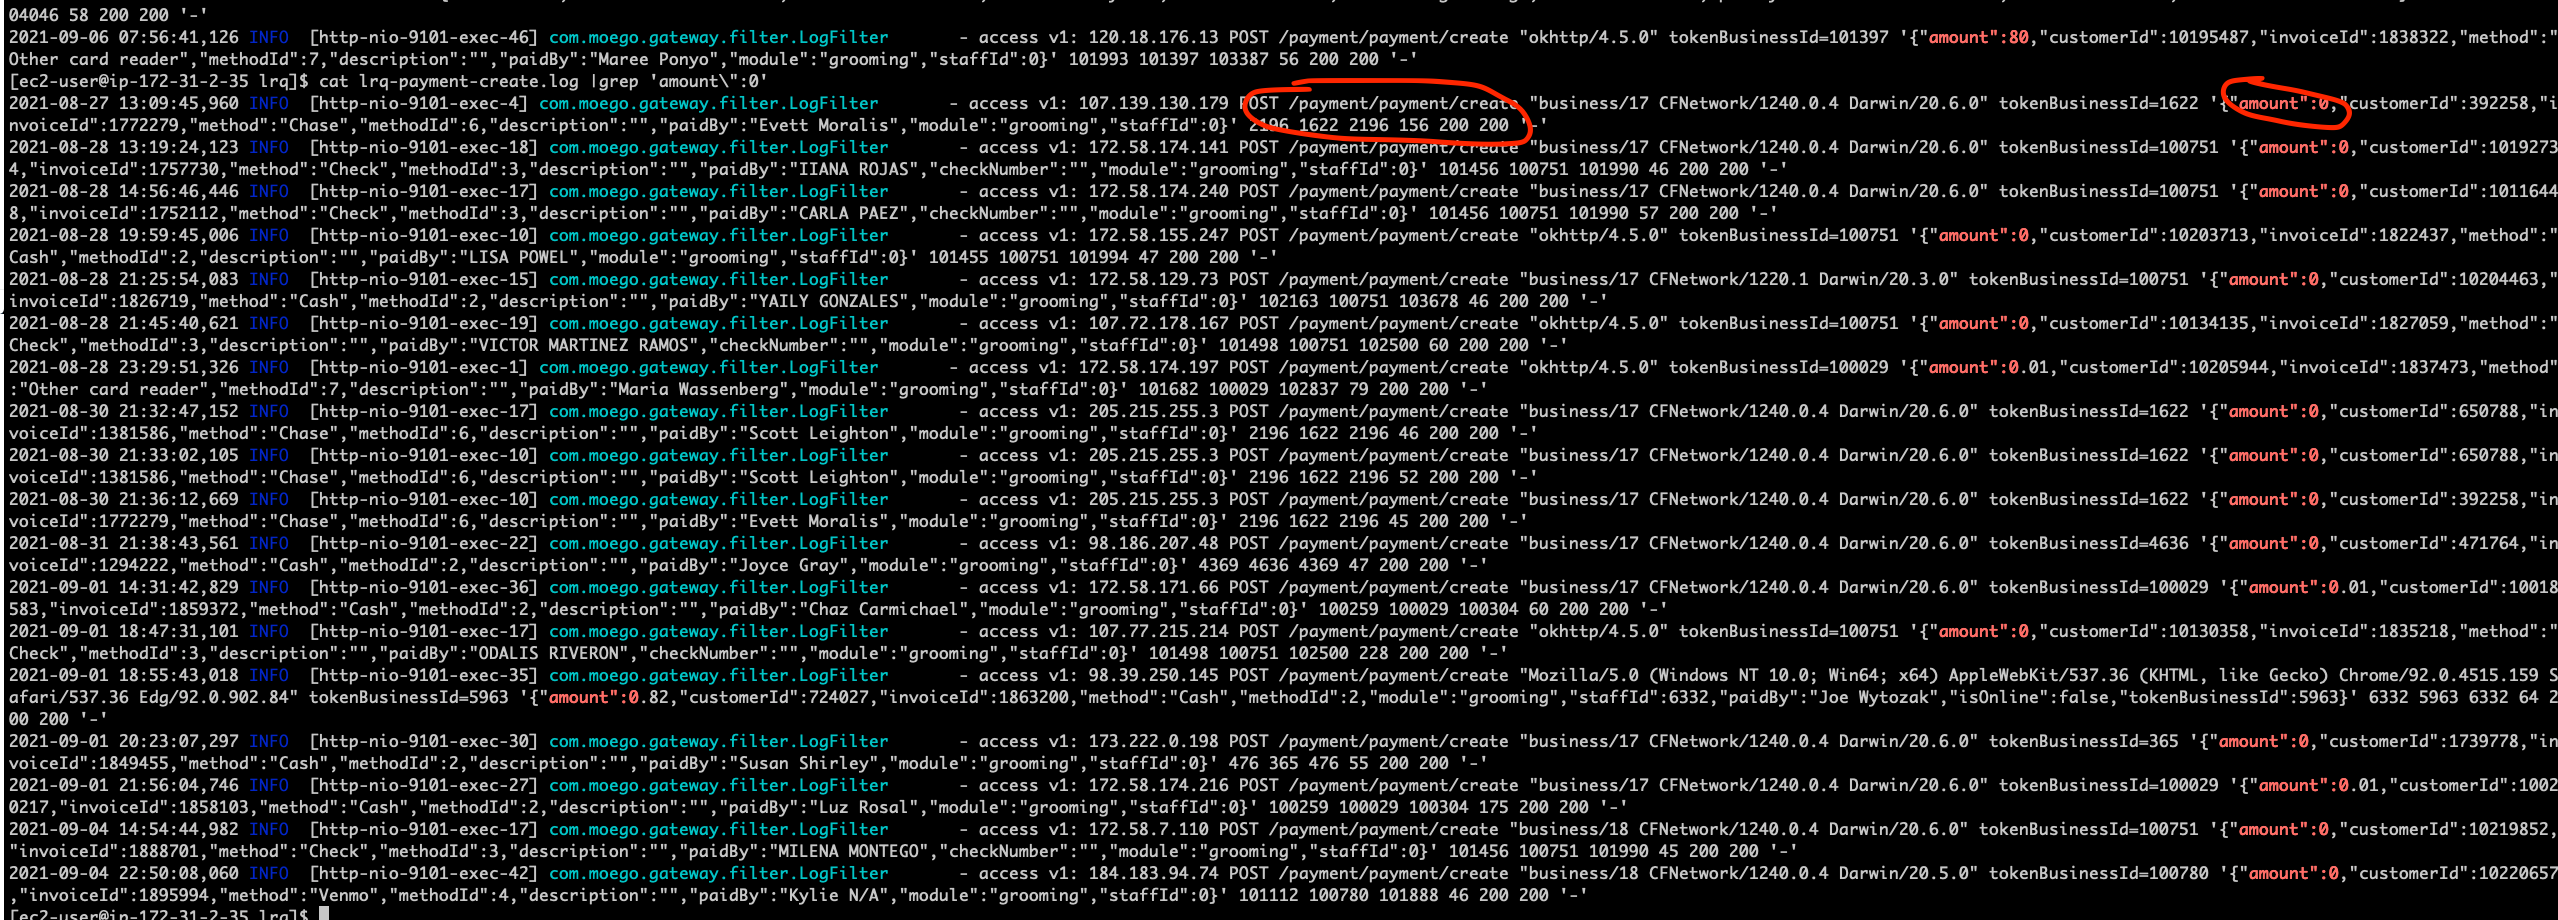 04046 58 200 200 '-'
2021-09-06 07:56:41,126 INFO  [http-nio-9101-exec-46] com.moego.gateway.filter.LogFilter       - access v1: 120.18.176.13 POST /payment/payment/create "okhttp/4.5.0" tokenBusinessId=101397 '{"amount":80,"customerId":10195487,"invoiceId":1838322,"method":"
Other card reader","methodId":7,"description":"","paidBy":"Maree Ponyo","module":"grooming","staffId":0}' 101993 101397 103387 56 200 200 '-'
[ec2-user@ip-172-31-2-35 lrq]$ cat lrq-payment-create.log |grep 'amount\":0'
2021-08-27 13:09:45,960 INFO  [http-nio-9101-exec-4] com.moego.gateway.filter.LogFilter       - access v1: 107.139.130.179 POST /payment/payment/create "business/17 CFNetwork/1240.0.4 Darwin/20.6.0" tokenBusinessId=1622 '{"amount":0,"customerId":392258,"i
nvoiceId":1772279,"method":"Chase","methodId":6,"description":"","paidBy":"Evett Moralis","module":"grooming","staffId":0}' 2196 1622 2196 156 200 200 '-'
2021-08-28 13:19:24,123 INFO  [http-nio-9101-exec-18] com.moego.gateway.filter.LogFilter       - access v1: 172.58.174.141 POST /payment/payment/create "business/17 CFNetwork/1240.0.4 Darwin/20.6.0" tokenBusinessId=100751 '{"amount":0,"customerId":1019273
4,"invoiceId":1757730,"method":"Check","methodId":3,"description":"","paidBy":"IIANA ROJAS","checkNumber":"","module":"grooming","staffId":0}' 101456 100751 101990 46 200 200 '-'
2021-08-28 14:56:46,446 INFO  [http-nio-9101-exec-17] com.moego.gateway.filter.LogFilter       - access v1: 172.58.174.240 POST /payment/payment/create "business/17 CFNetwork/1240.0.4 Darwin/20.6.0" tokenBusinessId=100751 '{"amount":0,"customerId":1011644
8,"invoiceId":1752112,"method":"Check","methodId":3,"description":"","paidBy":"CARLA PAEZ","checkNumber":"","module":"grooming","staffId":0}' 101456 100751 101990 57 200 200 '-'
2021-08-28 19:59:45,006 INFO  [http-nio-9101-exec-10] com.moego.gateway.filter.LogFilter       - access v1: 172.58.155.247 POST /payment/payment/create "okhttp/4.5.0" tokenBusinessId=100751 '{"amount":0,"customerId":10203713,"invoiceId":1822437,"method":"
Cash","methodId":2,"description":"","paidBy":"LISA POWEL","module":"grooming","staffId":0}' 101455 100751 101994 47 200 200 '-'
2021-08-28 21:25:54,083 INFO  [http-nio-9101-exec-15] com.moego.gateway.filter.LogFilter       - access v1: 172.58.129.73 POST /payment/payment/create "business/17 CFNetwork/1220.1 Darwin/20.3.0" tokenBusinessId=100751 '{"amount":0,"customerId":10204463,"
invoiceId":1826719,"method":"Cash","methodId":2,"description":"","paidBy":"YAILY GONZALES","module":"grooming","staffId":0}' 102163 100751 103678 46 200 200 '-'
2021-08-28 21:45:40,621 INFO  [http-nio-9101-exec-19] com.moego.gateway.filter.LogFilter       - access v1: 107.72.178.167 POST /payment/payment/create "okhttp/4.5.0" tokenBusinessId=100751 '{"amount":0,"customerId":10134135,"invoiceId":1827059,"method":"
Check","methodId":3,"description":"","paidBy":"VICTOR MARTINEZ RAMOS","checkNumber":"","module":"grooming","staffId":0}' 101498 100751 102500 60 200 200 '-'
2021-08-28 23:29:51,326 INFO  [http-nio-9101-exec-1] com.moego.gateway.filter.LogFilter       - access v1: 172.58.174.197 POST /payment/payment/create "okhttp/4.5.0" tokenBusinessId=100029 '{"amount":0.01,"customerId":10205944,"invoiceId":1837473,"method"
:"Other card reader","methodId":7,"description":"","paidBy":"Maria Wassenberg","module":"grooming","staffId":0}' 101682 100029 102837 79 200 200 '-'
2021-08-30 21:32:47,152 INFO  [http-nio-9101-exec-17] com.moego.gateway.filter.LogFilter       - access v1: 205.215.255.3 POST /payment/payment/create "business/17 CFNetwork/1240.0.4 Darwin/20.6.0" tokenBusinessId=1622 '{"amount":0,"customerId":650788,"in
voiceId":1381586,"method":"Chase","methodId":6,"description":"","paidBy":"Scott Leighton","module":"grooming","staffId":0}' 2196 1622 2196 46 200 200 '-'
2021-08-30 21:33:02,105 INFO  [http-nio-9101-exec-10] com.moego.gateway.filter.LogFilter       - access v1: 205.215.255.3 POST /payment/payment/create "business/17 CFNetwork/1240.0.4 Darwin/20.6.0" tokenBusinessId=1622 '{"amount":0,"customerId":650788,"in
voiceId":1381586,"method":"Chase","methodId":6,"description":"","paidBy":"Scott Leighton","module":"grooming","staffId":0}' 2196 1622 2196 52 200 200 '-'
2021-08-30 21:36:12,669 INFO  [http-nio-9101-exec-10] com.moego.gateway.filter.LogFilter       - access v1: 205.215.255.3 POST /payment/payment/create "business/17 CFNetwork/1240.0.4 Darwin/20.6.0" tokenBusinessId=1622 '{"amount":0,"customerId":392258,"in
voiceId":1772279,"method":"Chase","methodId":6,"description":"","paidBy":"Evett Moralis","module":"grooming","staffId":0}' 2196 1622 2196 45 200 200 '-'
2021-08-31 21:38:43,561 INFO  [http-nio-9101-exec-22] com.moego.gateway.filter.LogFilter       - access v1: 98.186.207.48 POST /payment/payment/create "business/17 CFNetwork/1240.0.4 Darwin/20.6.0" tokenBusinessId=4636 '{"amount":0,"customerId":471764,"in
voiceId":1294222,"method":"Cash","methodId":2,"description":"","paidBy":"Joyce Gray","module":"grooming","staffId":0}' 4369 4636 4369 47 200 200 '-'
2021-09-01 14:31:42,829 INFO  [http-nio-9101-exec-36] com.moego.gateway.filter.LogFilter       - access v1: 172.58.171.66 POST /payment/payment/create "business/17 CFNetwork/1240.0.4 Darwin/20.6.0" tokenBusinessId=100029 '{"amount":0.01,"customerId":10018
583,"invoiceId":1859372,"method":"Cash","methodId":2,"description":"","paidBy":"Chaz Carmichael","module":"grooming","staffId":0}' 100259 100029 100304 60 200 200 '-'
2021-09-01 18:47:31,101 INFO  [http-nio-9101-exec-17] com.moego.gateway.filter.LogFilter       - access v1: 107.77.215.214 POST /payment/payment/create "okhttp/4.5.0" tokenBusinessId=100751 '{"amount":0,"customerId":10130358,"invoiceId":1835218,"method":"
Check","methodId":3,"description":"","paidBy":"ODALIS RIVERON","checkNumber":"","module":"grooming","staffId":0}' 101498 100751 102500 228 200 200 '-'
2021-09-01 18:55:43,018 INFO  [http-nio-9101-exec-35] com.moego.gateway.filter.LogFilter       - access v1: 98.39.250.145 POST /payment/payment/create "Mozilla/5.0 (Windows NT 10.0; Win64; x64) AppleWebKit/537.36 (KHTML, like Gecko) Chrome/92.0.4515.159 S
afari/537.36 Edg/92.0.902.84" tokenBusinessId=5963 '{"amount":0.82,"customerId":724027,"invoiceId":1863200,"method":"Cash","methodId":2,"module":"grooming","staffId":6332,"paidBy":"Joe Wytozak","isOnline":false,"tokenBusinessId":5963}' 6332 5963 6332 64 2
00 200 '-'
2021-09-01 20:23:07,297 INFO  [http-nio-9101-exec-30] com.moego.gateway.filter.LogFilter       - access v1: 173.222.0.198 POST /payment/payment/create "business/17 CFNetwork/1240.0.4 Darwin/20.6.0" tokenBusinessId=365 '{"amount":0,"customerId":1739778,"in
voiceId":1849455,"method":"Cash","methodId":2,"description":"","paidBy":"Susan Shirley","module":"grooming","staffId":0}' 476 365 476 55 200 200 '-'
2021-09-01 21:56:04,746 INFO  [http-nio-9101-exec-27] com.moego.gateway.filter.LogFilter       - access v1: 172.58.174.216 POST /payment/payment/create "business/17 CFNetwork/1240.0.4 Darwin/20.6.0" tokenBusinessId=100029 '{"amount":0.01,"customerId":1002
0217,"invoiceId":1858103,"method":"Cash","methodId":2,"description":"","paidBy":"Luz Rosal","module":"grooming","staffId":0}' 100259 100029 100304 175 200 200 '-'
2021-09-04 14:54:44,982 INFO  [http-nio-9101-exec-17] com.moego.gateway.filter.LogFilter       - access v1: 172.58.7.110 POST /payment/payment/create "business/18 CFNetwork/1240.0.4 Darwin/20.6.0" tokenBusinessId=100751 '{"amount":0,"customerId":10219852,
"invoiceId":1888701,"method":"Check","methodId":3,"description":"","paidBy":"MILENA MONTEGO","checkNumber":"","module":"grooming","staffId":0}' 101456 100751 101990 45 200 200 '-'
2021-09-04 22:50:08,060 INFO  [http-nio-9101-exec-42] com.moego.gateway.filter.LogFilter       - access v1: 184.183.94.74 POST /payment/payment/create "business/18 CFNetwork/1240.0.4 Darwin/20.5.0" tokenBusinessId=100780 '{"amount":0,"customerId":10220657
,"invoiceId":1895994,"method":"Venmo","methodId":4,"description":"","paidBy":"Kylie N/A","module":"grooming","staffId":0}' 101112 100780 101888 46 200 200 '-'
[ec2-user@ip-172-31-2-35 lrq]$